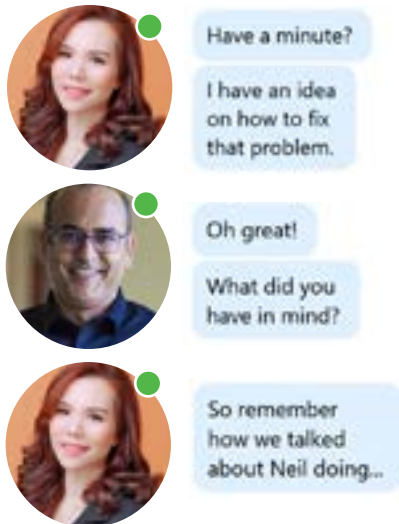 Have a minute?
I have an idea
on how to fix
that problem.
Oh great!
What did you
have in mind?
So remember
how we talked
about Neil doing...